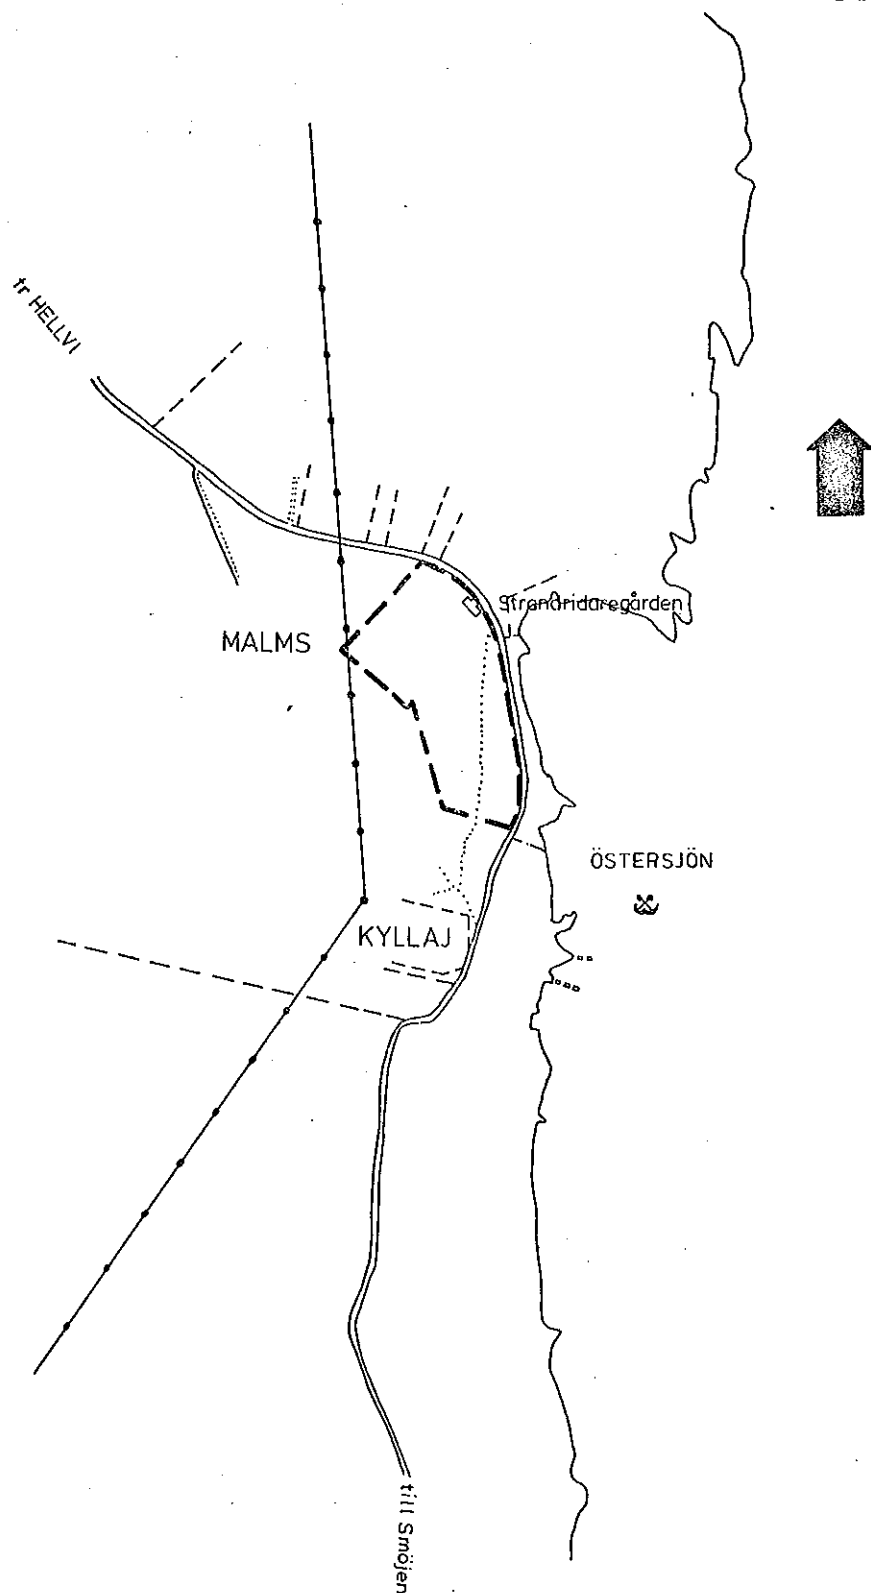 fr HELLVI
Strandridaregården
MALMS
ÖSTERSJÖN
KYLLAJ
till Smöjen